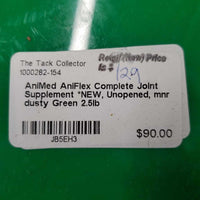 The Tack Collector
1000282-154
Retail (New) Price
is: $129
AniMed AniFlex Complete Joint
Supplement *NEW, Unopened, mnr
dusty Green 2.5lb
$90.00
JB5EH3